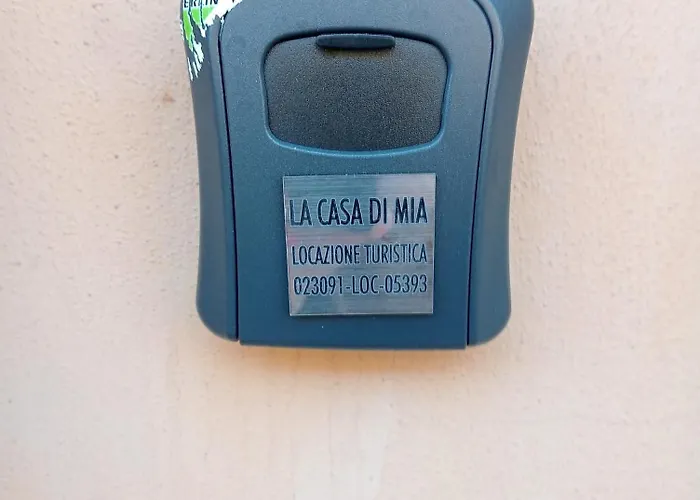 LA CASA DI MIA
LOCAZIONE TURISTICA
023091-LOC-05393